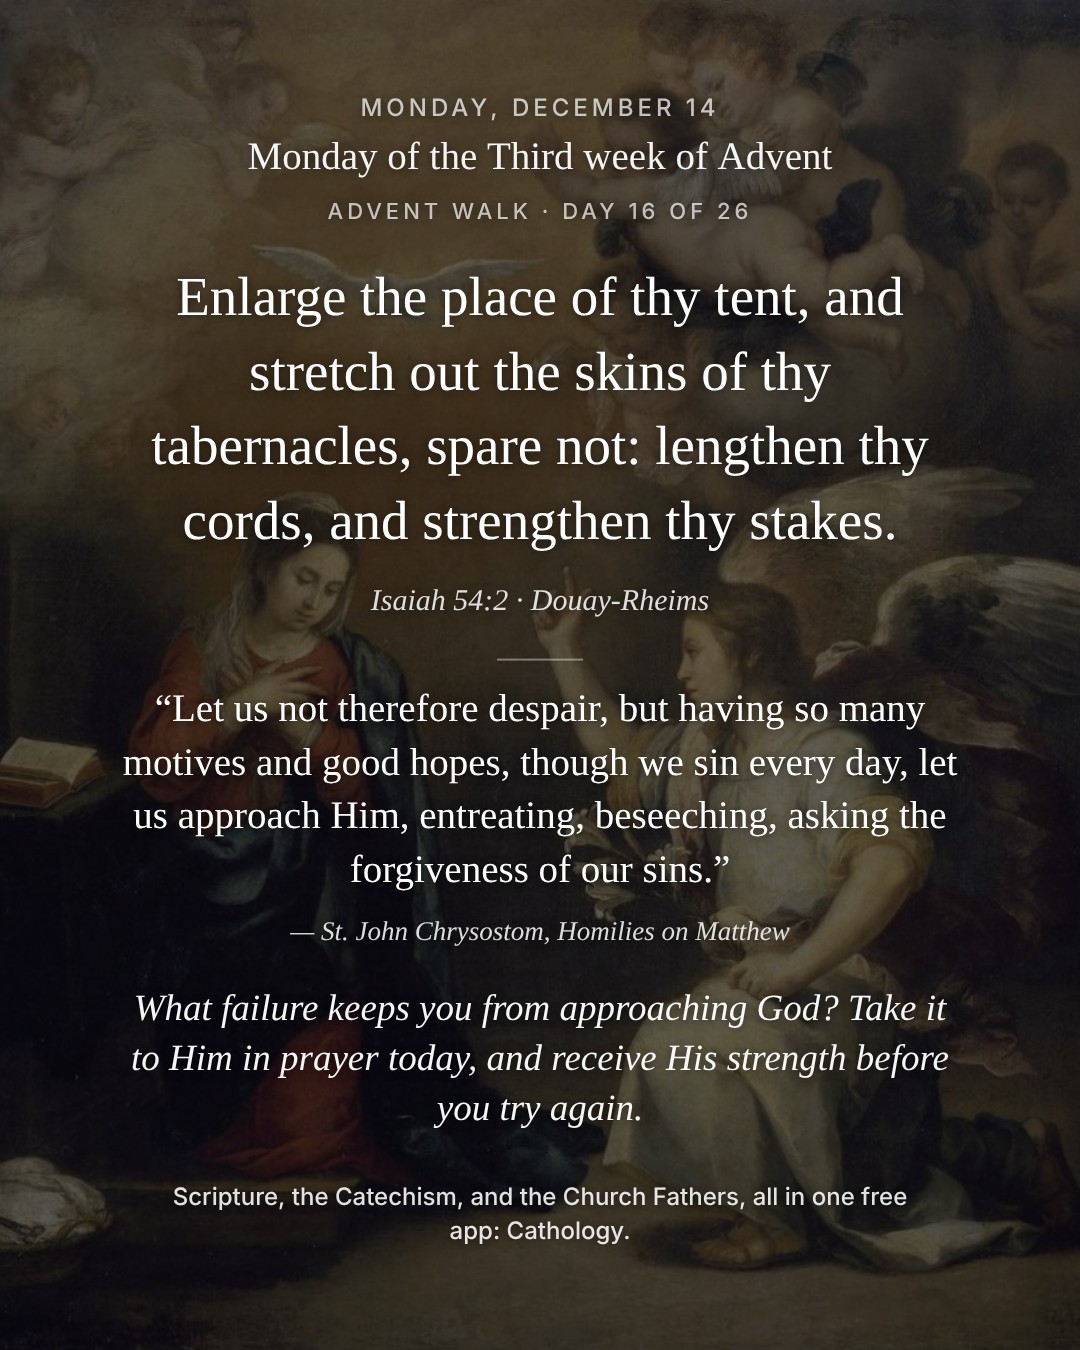 MONDAY, DECEMBER 14
Monday of the Third week of Advent
ADVENT WALK · DAY 16 OF 26
Enlarge the place of thy tent, and
stretch out the skins of thy
tabernacles, spare not: lengthen thy
cords, and strengthen thy stakes.
Isaiah 54:2 · Douay-Rheims
“Let us not therefore despair, but having so many
motives and good hopes, though we sin every day, let
us approach Him, entreating, beseeching, asking the
forgiveness of our sins.”
— St. John Chrysostom, Homilies on Matthew
What failure keeps you from approaching God? Take it
to Him in prayer today, and receive His strength before
you try again.
Scripture, the Catechism, and the Church Fathers, all in one free
app: Cathology.